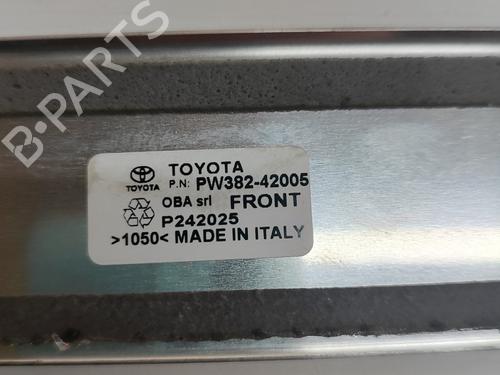 B-PARTS
TOYOTA
TOYOTA P.N: PW382-42005
OBA srl FRONT
P242025
>1050< MADE IN ITALY